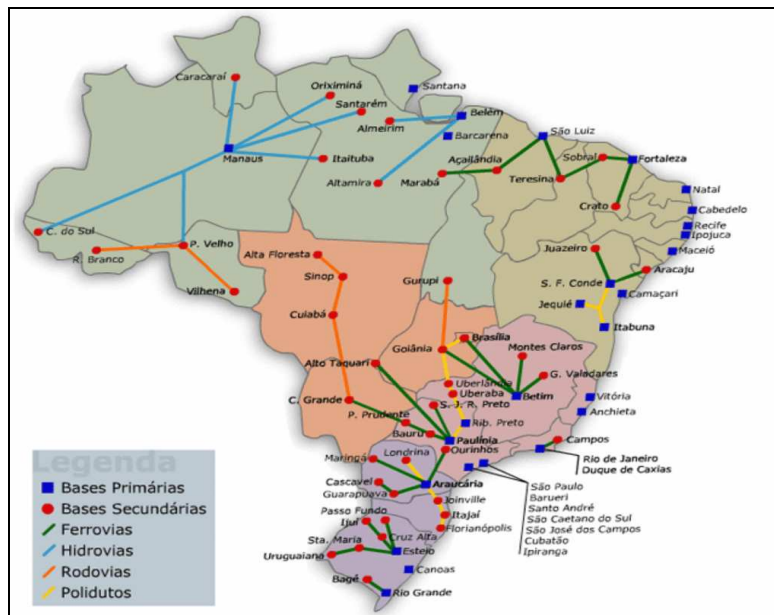 Caracaraí
Oriximiná
Santarém
Almeirim
Santana
Belém
Barcarena
Manaus
Itaituba
Altamira
Marabá
Açailândia
São Luiz
Teresina
Sobral
Fortaleza
Crato
Natal
Cabedelo
Recife
Ipojuca
Maceió
C. do Sul
R. Branco
P. Velho
Vilhena
Alta Floresta
Sinop
Cuiabá
Gurupi
Juazeiro
Aracaju
S. F. Conde
Camaçari
Jequié
Itabuna
Alto Taquari
Goiânia
Brasília
Montes Claros
G. Valadares
Uberlândia
Uberaba
Betim
Vitória
Anchieta
C. Grande
S. J. R. Preto
P. Prudente
Bauru
Rib. Preto
Paulínia
Ourinhos
Campos
Rio de Janeiro
Duque de Caxias
Maringá
Londrina
Cascavel
Guarapuava
Araucária
Joinville
Itajaí
Florianópolis
São Paulo
Barueri
Santo André
São Caetano do Sul
São José dos Campos
Cubatão
Ipiranga
Passo Fundo
Ijuí
Cruz Alta
Sta. Maria
Esteio
Uruguaiana
Canoas
Bagé
Rio Grande
Legenda
Bases Primárias
Bases Secundárias
Ferrovias
Hidrovias
Rodovias
Polidutos